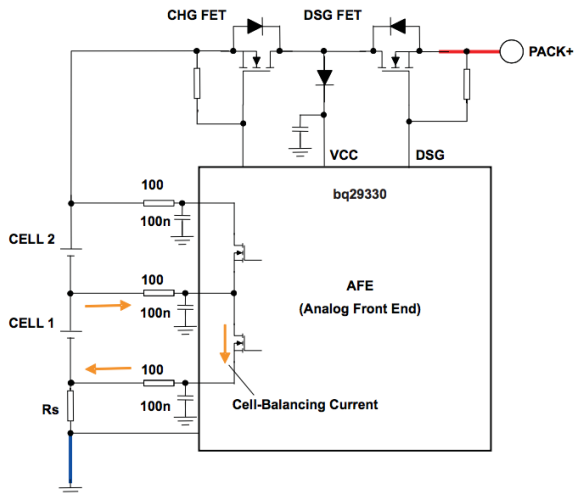 CHG FET
DSG FET
PACK+
VCC
DSG
bq29330
100
100n
CELL 2
AFE
(Analog Front End)
100
100n
CELL 1
100
100n
Rs
Cell-Balancing Current